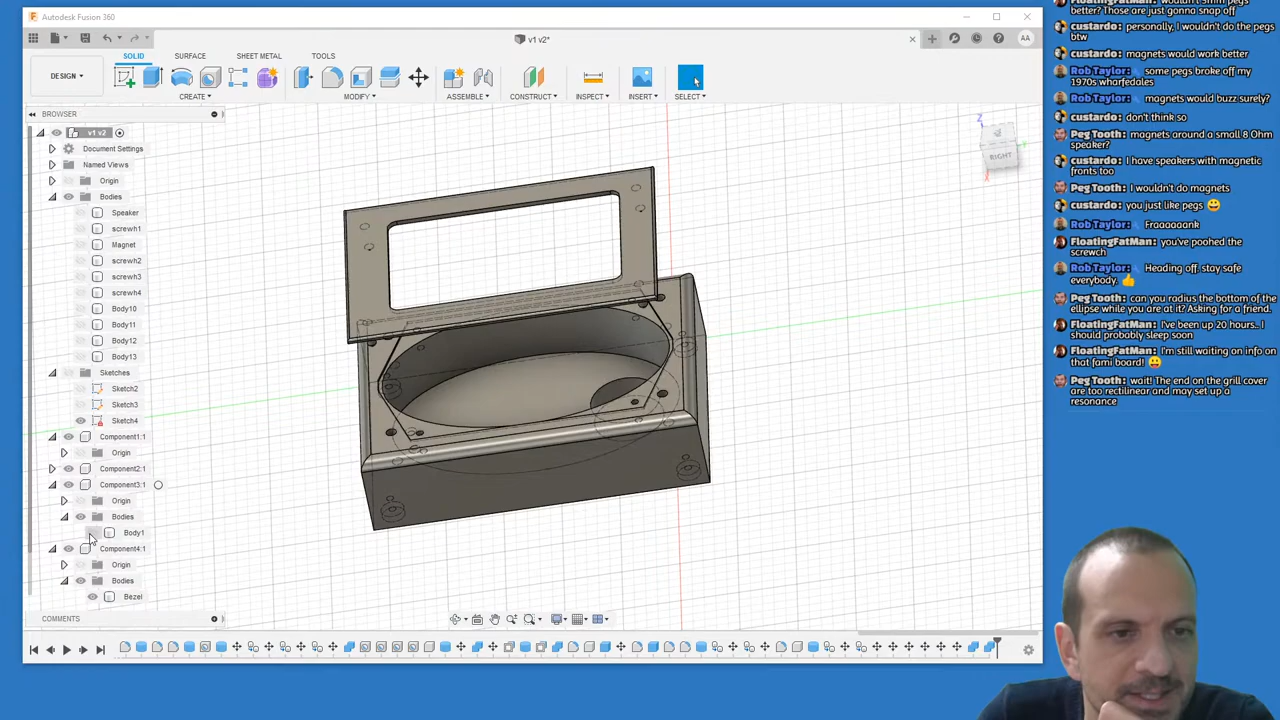 Autodesk Fusion 360
v1 v2*
AA
SOLID
SURFACE
SHEET METAL
TOOLS
DESIGN
CREATE
MODIFY
ASSEMBLE
CONSTRUCT
INSPECT
INSERT
SELECT
BROWSER
v1 v2
Document Settings
Named Views
Origin
Bodies
Speaker
screwh1
Magnet
screwh2
screwh3
screwh4
Body10
Body11
Body12
Body13
Sketches
Sketch2
Sketch3
Sketch4
Component1:1
Origin
Component2:1
Component3:1
Origin
Bodies
Body1
Component4:1
Origin
Bodies
Bezel
COMMENTS
Z
Y
RIGHT
X
better? Those are just gonna snap off
custardo: personally, I wouldn't do the pegs
btw
custardo: magnets would work better
Rob Taylor: some pegs broke off my
1970s wharfedales
Rob Taylor: magnets would buzz surely?
custardo: don't think so
Peg Tooth: magnets around a small 8 Ohm
speaker?
custardo: I have speakers with magnetic
fronts too
Peg Tooth: I wouldn't do magnets
custardo: you just like pegs
Rob Taylor: Fraaaaaank
FloatingFatMan: you've poohed the
screwch
Rob Taylor: Heading off, stay safe
everybody.
Peg Tooth: can you radius the bottom of the
ellipse while you are at it? Asking for a friend.
FloatingFatMan: I've been up 20 hours.. I
should probably sleep soon
FloatingFatMan: I'm still waiting on info on
that fami board!
Peg Tooth: wait! The end on the grill cover
are too rectilinear and may set up a
resonance